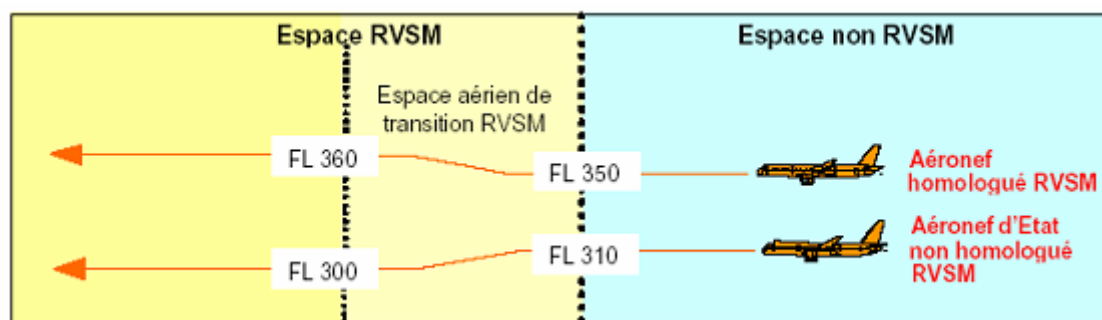 Espace RVSM
Espace non RVSM
Espace aérien de
transition RVSM
FL 360
FL 350
Aéronef
homologué RVSM
FL 300
FL 310
Aéronef d'Etat
non homologué
RVSM